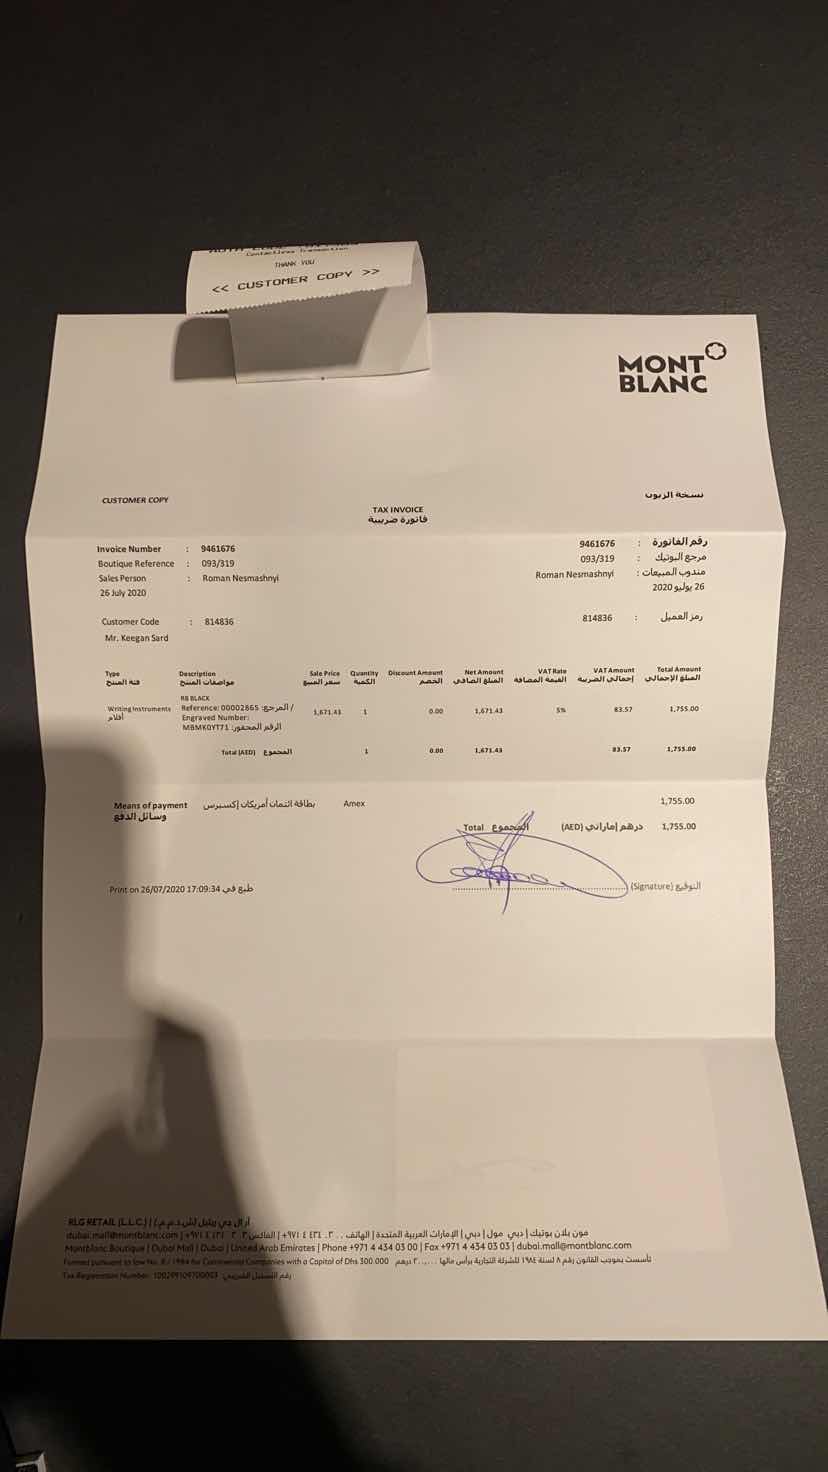 Contactless Transaction
THANK YOU
<< CUSTOMER COPY >>
MONT
BLANC
CUSTOMER COPY
نسخة الزبون
TAX INVOICE
فاتورة ضريبية
Invoice Number : 9461676
9461676 : رقم الفاتورة
Boutique Reference : 093/319
093/319 : مرجع البوتيك
Sales Person : Roman Nesmashnyi
Roman Nesmashnyi : مندوب المبيعات
26 July 2020
26 يوليو 2020
Customer Code : 814836
814836 : رمز العميل
Mr. Keegan Sard
Type Description Sale Price Quantity Discount Amount Net Amount VAT Rate VAT Amount Total Amount
فئة المنتج مواصفات المنتج سعر المبيع الكمية الخصم المبلغ الصافي القيمة المضافة إجمالي الضريبة المبلغ الإجمالي
RB BLACK
Writing Instruments Reference: 00002865 :المرجع / 1,671.43 1 0.00 1,671.43 5% 83.57 1,755.00
أقلام Engraved Number:
MBMK0YT71 :الرقم المحفور
Total (AED) المجموع 1 0.00 1,671.43 83.57 1,755.00
Means of payment بطاقة ائتمان أمريكان إكسبرس Amex 1,755.00
وسائل الدفع
Total المجموع (AED) درهم إماراتي 1,755.00
Print on 26/07/2020 17:09:34 طبع في
(Signature) التوقيع
RLG RETAIL (L.L.C.) | آر ال جي ريتيل (ش.ذ.م.م.)
مون بلان بوتيك | دبي مول | دبي | الإمارات العربية المتحدة | الهاتف | الفاكس | dubai.mall@montblanc.com
Montblanc Boutique | Dubai Mall | Dubai | United Arab Emirates | Phone +971 4 434 03 00 | Fax +971 4 434 03 03 | dubai.mall@montblanc.com
Formed pursuant to law No. 8 / 1984 for Commercial Companies with a Capital of Dhs 300.000 تأسست بموجب القانون رقم ٨ لسنة ١٩٨٤ للشركة التجارية برأس مالها ٣٠٠,٠٠٠ درهم
Tax Registration Number: 100299109700003 رقم التسجيل الضريبي